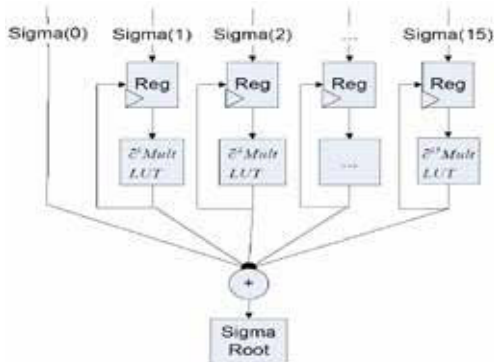 Sigma(0) Sigma(1) Sigma(2) ... Sigma(15)
Reg Reg Reg Reg
Mult Mult ... Mult
LUT LUT LUT
+
Sigma
Root